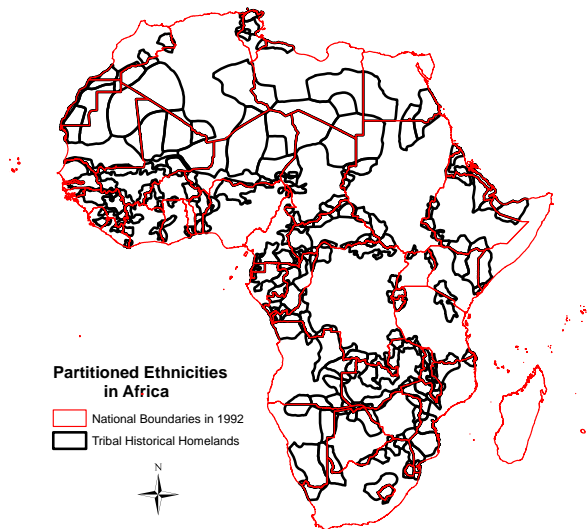 Partitioned Ethnicities
in Africa
National Boundaries in 1992
Tribal Historical Homelands
N